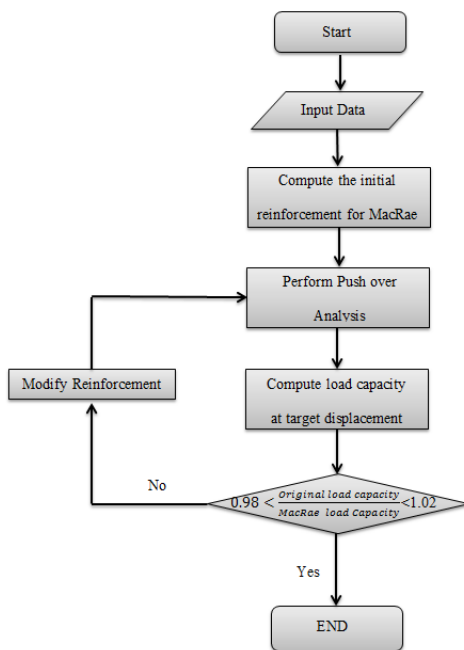 Start
Input Data
Compute the initial
reinforcement for MacRae
Perform Push over
Analysis
Modify Reinforcement
Compute load capacity
at target displacement
No
0.98 < Original load capacity / MacRae load Capacity <1.02
Yes
END